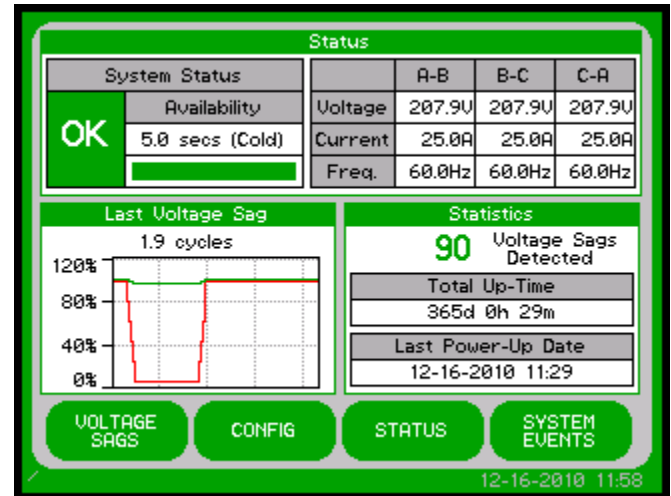 Status
System Status
Availability
OK
5.0 secs (Cold)
A-B B-C C-A
Voltage 207.9V 207.9V 207.9V
Current 25.0A 25.0A 25.0A
Freq. 60.0Hz 60.0Hz 60.0Hz
Last Voltage Sag
1.9 cycles
120%
80%
40%
0%
Statistics
90 Voltage Sags
Detected
Total Up-Time
365d 0h 29m
Last Power-Up Date
12-16-2010 11:29
VOLTAGE
SAGS
CONFIG
STATUS
SYSTEM
EVENTS
12-16-2010 11:58